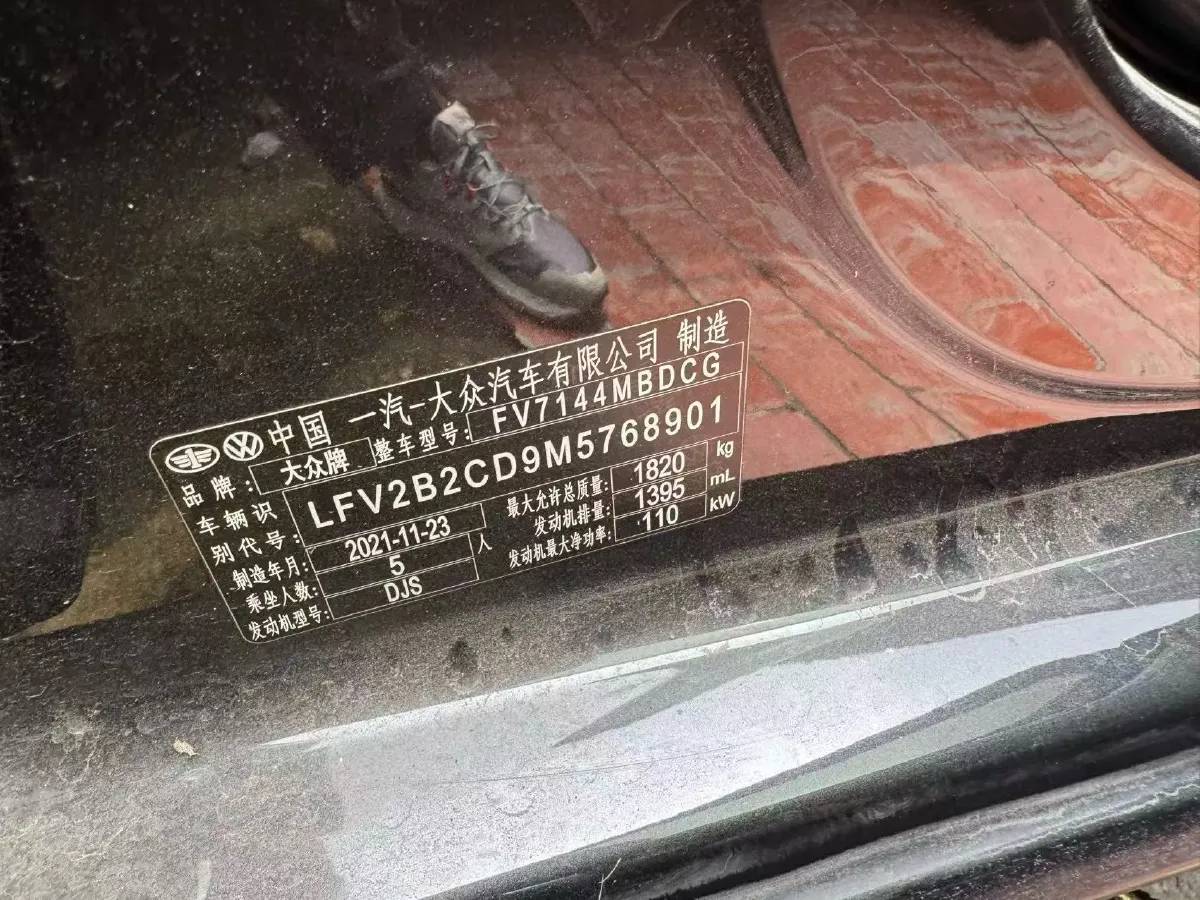 中国 一汽-大众汽车有限公司 制造
品牌: 大众牌 整车型号: FV7144MBDCG
车辆识别代号: LFV2B2CD9M5768901
制造年月: 2021-11-23 最大允许总质量: 1820 kg
乘坐人数: 5 人 发动机排量: 1395 mL
发动机型号: DJS 发动机最大净功率: 110 kW